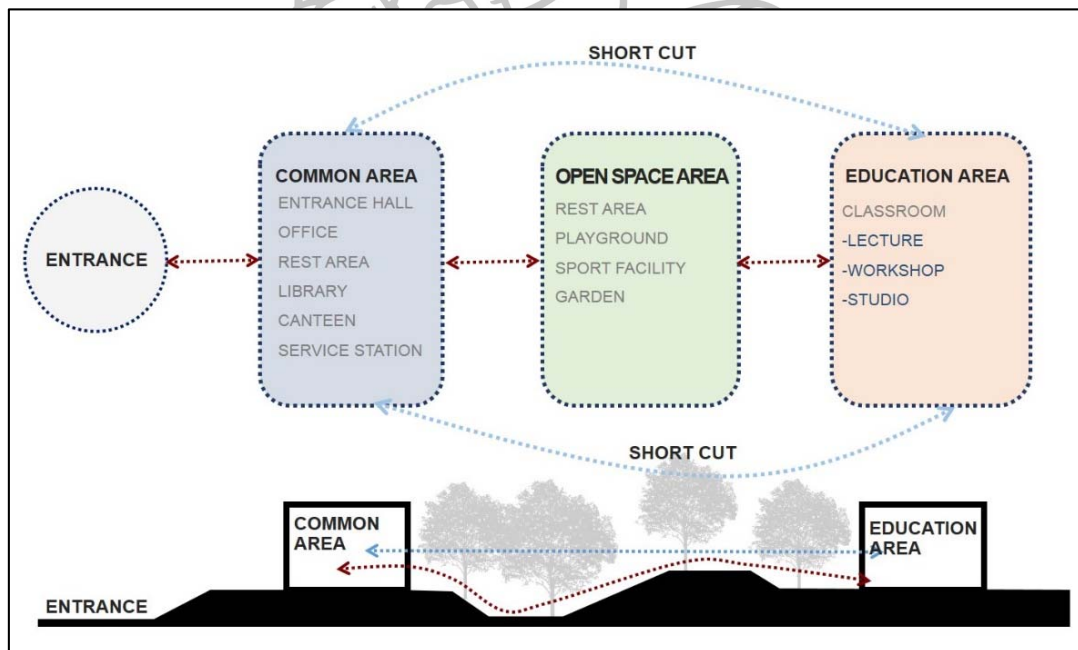 SHORT CUT
ENTRANCE
COMMON AREA
ENTRANCE HALL
OFFICE
REST AREA
LIBRARY
CANTEEN
SERVICE STATION
OPEN SPACE AREA
REST AREA
PLAYGROUND
SPORT FACILITY
GARDEN
EDUCATION AREA
CLASSROOM
-LECTURE
-WORKSHOP
-STUDIO
SHORT CUT
COMMON
AREA
EDUCATION
AREA
ENTRANCE